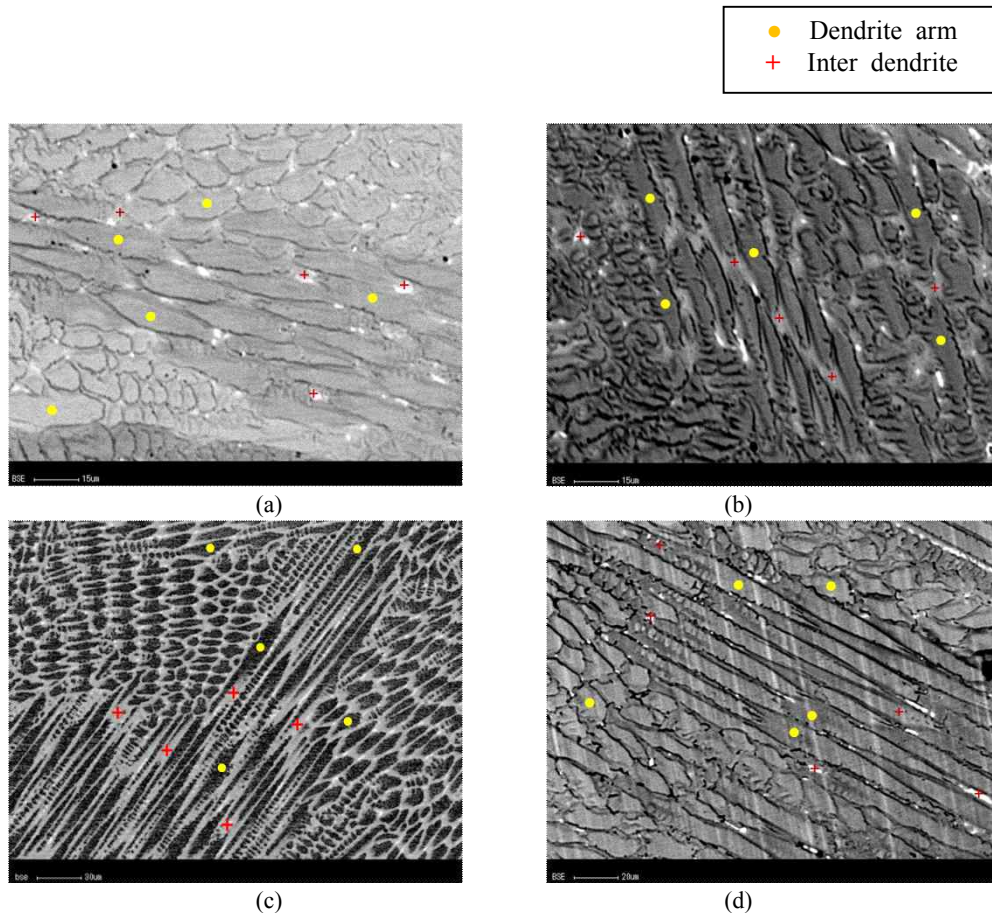 Dendrite arm
Inter dendrite
BSE 15um
BSE 15um
(a)
(b)
bse 30um
BSE 20um
(c)
(d)